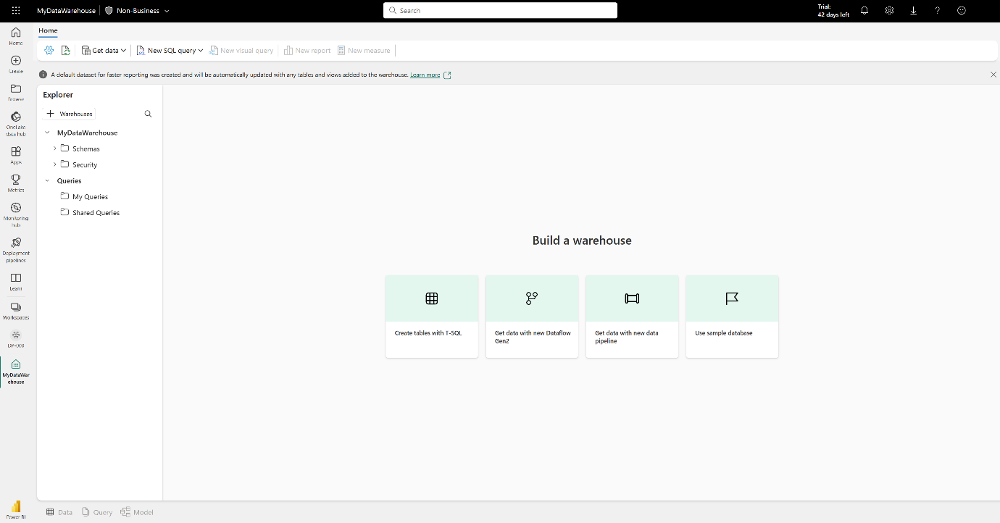 MyDataWarehouse
Non-Business
Search
Trial:
42 days left
Home
Home
Get data
New SQL query
New visual query
New report
New measure
A default dataset for faster reporting was created and will be automatically updated with any tables and views added to the warehouse. Learn more
Create
Browse
OneLake
data hub
Apps
Metrics
Monitoring
hub
Deployment
pipelines
Learn
Workspaces
DP-000
MyDataWar
ehouse
Power BI
Explorer
Warehouses
MyDataWarehouse
Schemas
Security
Queries
My Queries
Shared Queries
Build a warehouse
Create tables with T-SQL
Get data with new Dataflow
Gen2
Get data with new data
pipeline
Use sample database
Data
Query
Model